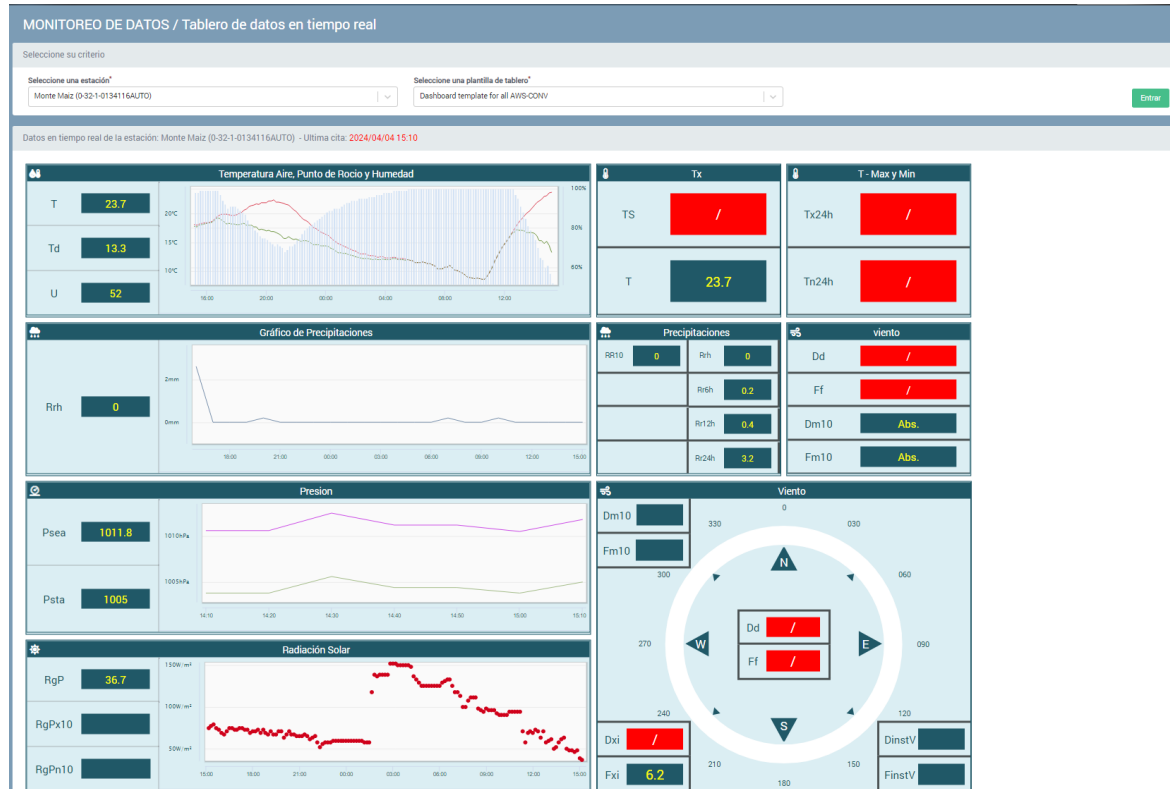 MONITOREO DE DATOS / Tablero de datos en tiempo real
Seleccione su criterio
Seleccione una estación*
Seleccione una plantilla de tablero*
Monte Maiz (0-32-1-0134116AUTO)
Dashboard template for all AWS-CONV
Entrar
Datos en tiempo real de la estación: Monte Maiz (0-32-1-0134116AUTO) - Ultima cita: 2024/04/04 15:10
Temperatura Aire, Punto de Rocio y Humedad
T 23.7
Td 13.3
U 52
20°C
15°C
10°C
100%
80%
60%
16:00 20:00 00:00 04:00 08:00 12:00
Tx
TS /
T 23.7
T - Max y Min
Tx24h /
Tn24h /
Gráfico de Precipitaciones
Rrh 0
2mm
0mm
18:00 21:00 00:00 03:00 06:00 09:00 12:00 15:00
Precipitaciones
RR10 0 Rrh 0
Rr6h 0.2
Rr12h 0.4
Rr24h 3.2
viento
Dd /
Ff /
Dm10 Abs.
Fm10 Abs.
Presion
Psea 1011.8
Psta 1005
1010hPa
1005hPa
14:10 14:20 14:30 14:40 14:50 15:00 15:10
Radiación Solar
RgP 36.7
RgPx10
RgPn10
150W/m²
100W/m²
50W/m²
15:00 18:00 21:00 00:00 03:00 06:00 09:00 12:00 15:00
Viento
Dm10
Fm10
0
330 030
N
300 060
Dd /
270 W E 090
Ff /
240 120
S
Dxi / DinstV
210 150
Fxi 6.2 FinstV
180